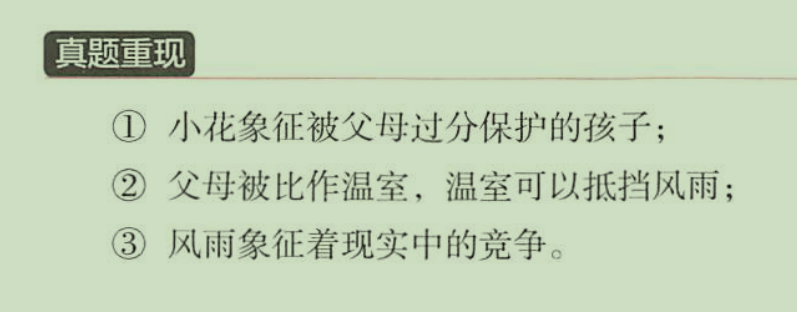 真题重现
① 小花象征被父母过分保护的孩子；
② 父母被比作温室，温室可以抵挡风雨；
③ 风雨象征着现实中的竞争。